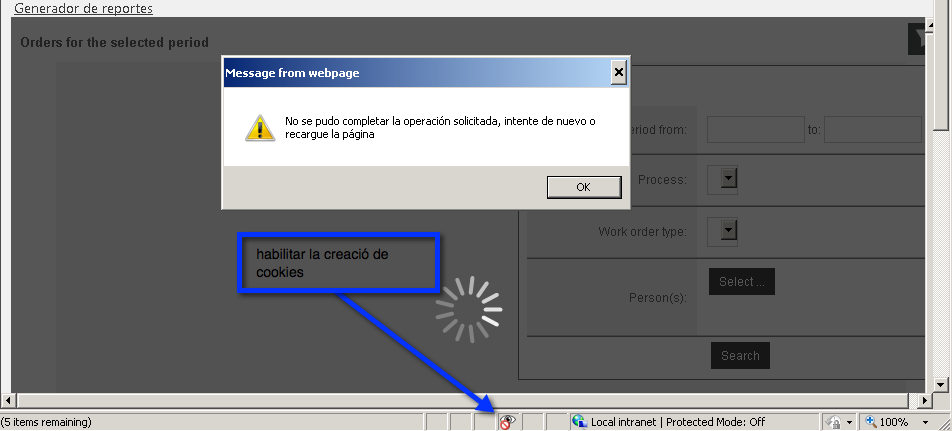 Generador de reportes
Orders for the selected period
Message from webpage
No se pudo completar la operación solicitada, intente de nuevo o
recargue la página
OK
eriod from:
to:
Process:
Work order type:
Person(s):
Select ...
Search
habilitar la creació de
cookies
(5 items remaining)
Local intranet | Protected Mode: Off
100%